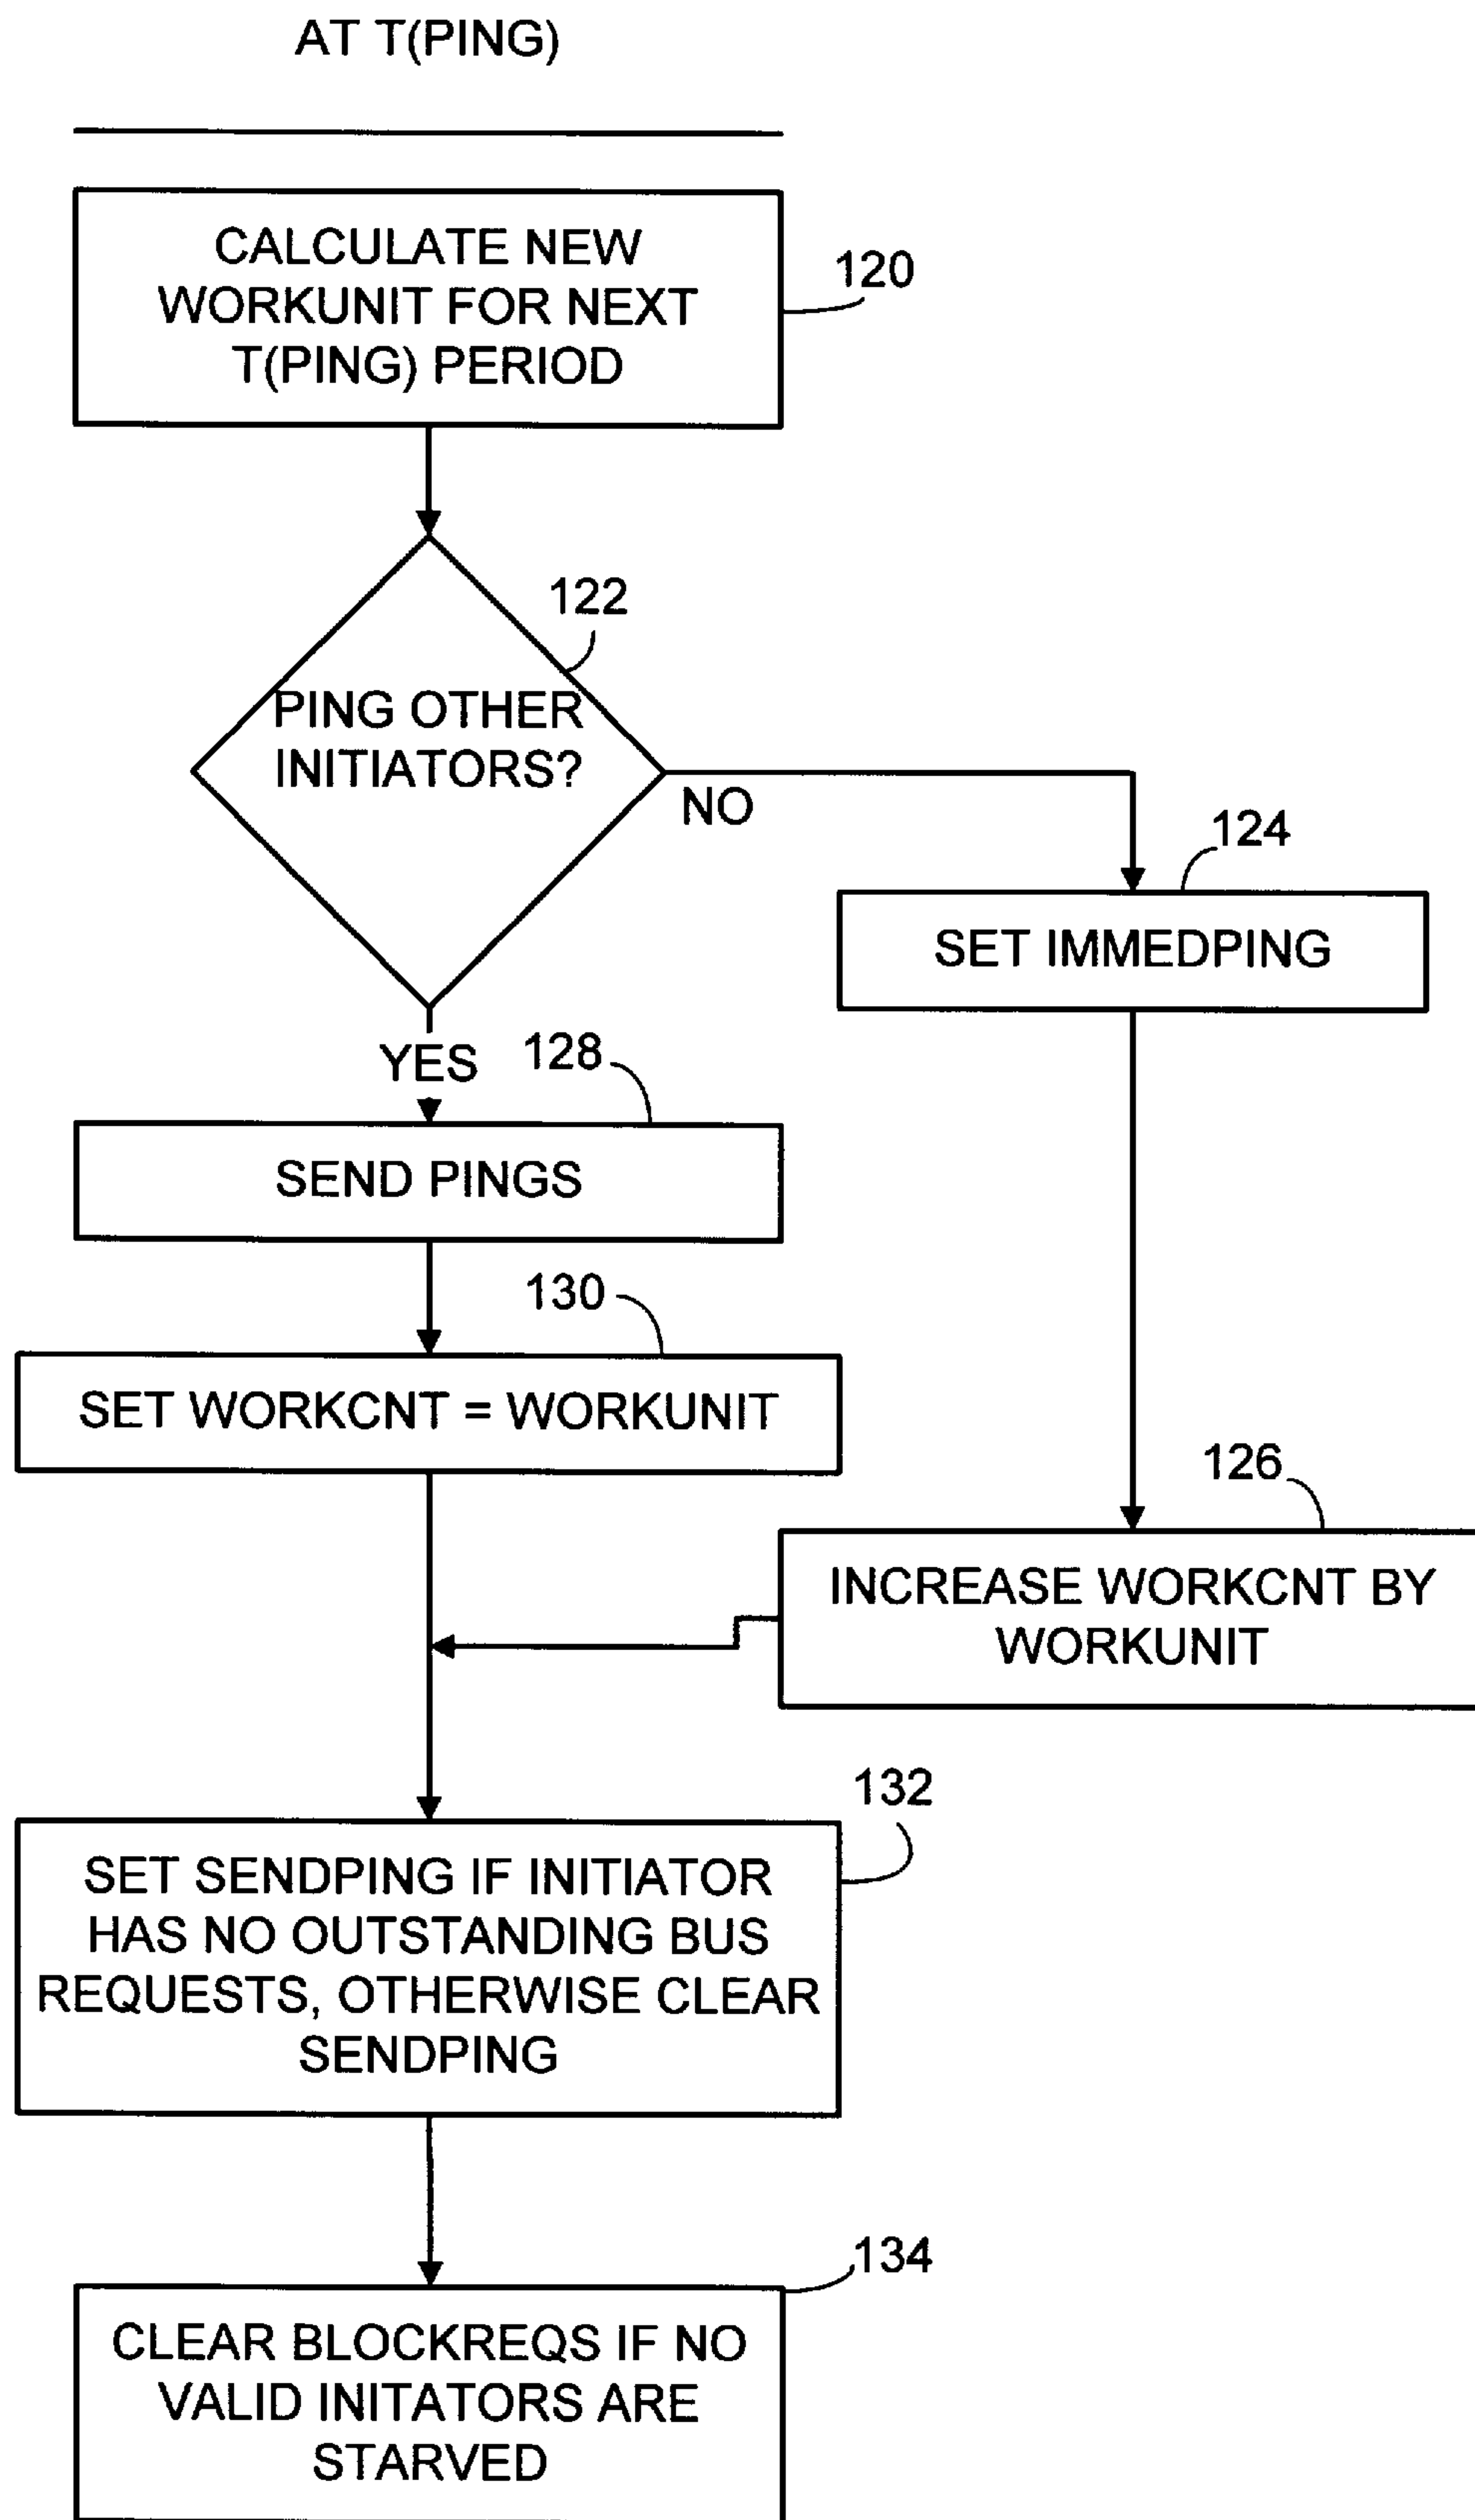 AT T(PING)
CALCULATE NEW
WORKUNIT FOR NEXT
T(PING) PERIOD
120
122
PING OTHER
INITIATORS?
NO
124
SET IMMEDPING
YES
128
SEND PINGS
130
SET WORKCNT = WORKUNIT
126
INCREASE WORKCNT BY
WORKUNIT
132
SET SENDPING IF INITIATOR
HAS NO OUTSTANDING BUS
REQUESTS, OTHERWISE CLEAR
SENDPING
134
CLEAR BLOCKREQS IF NO
VALID INITATORS ARE
STARVED